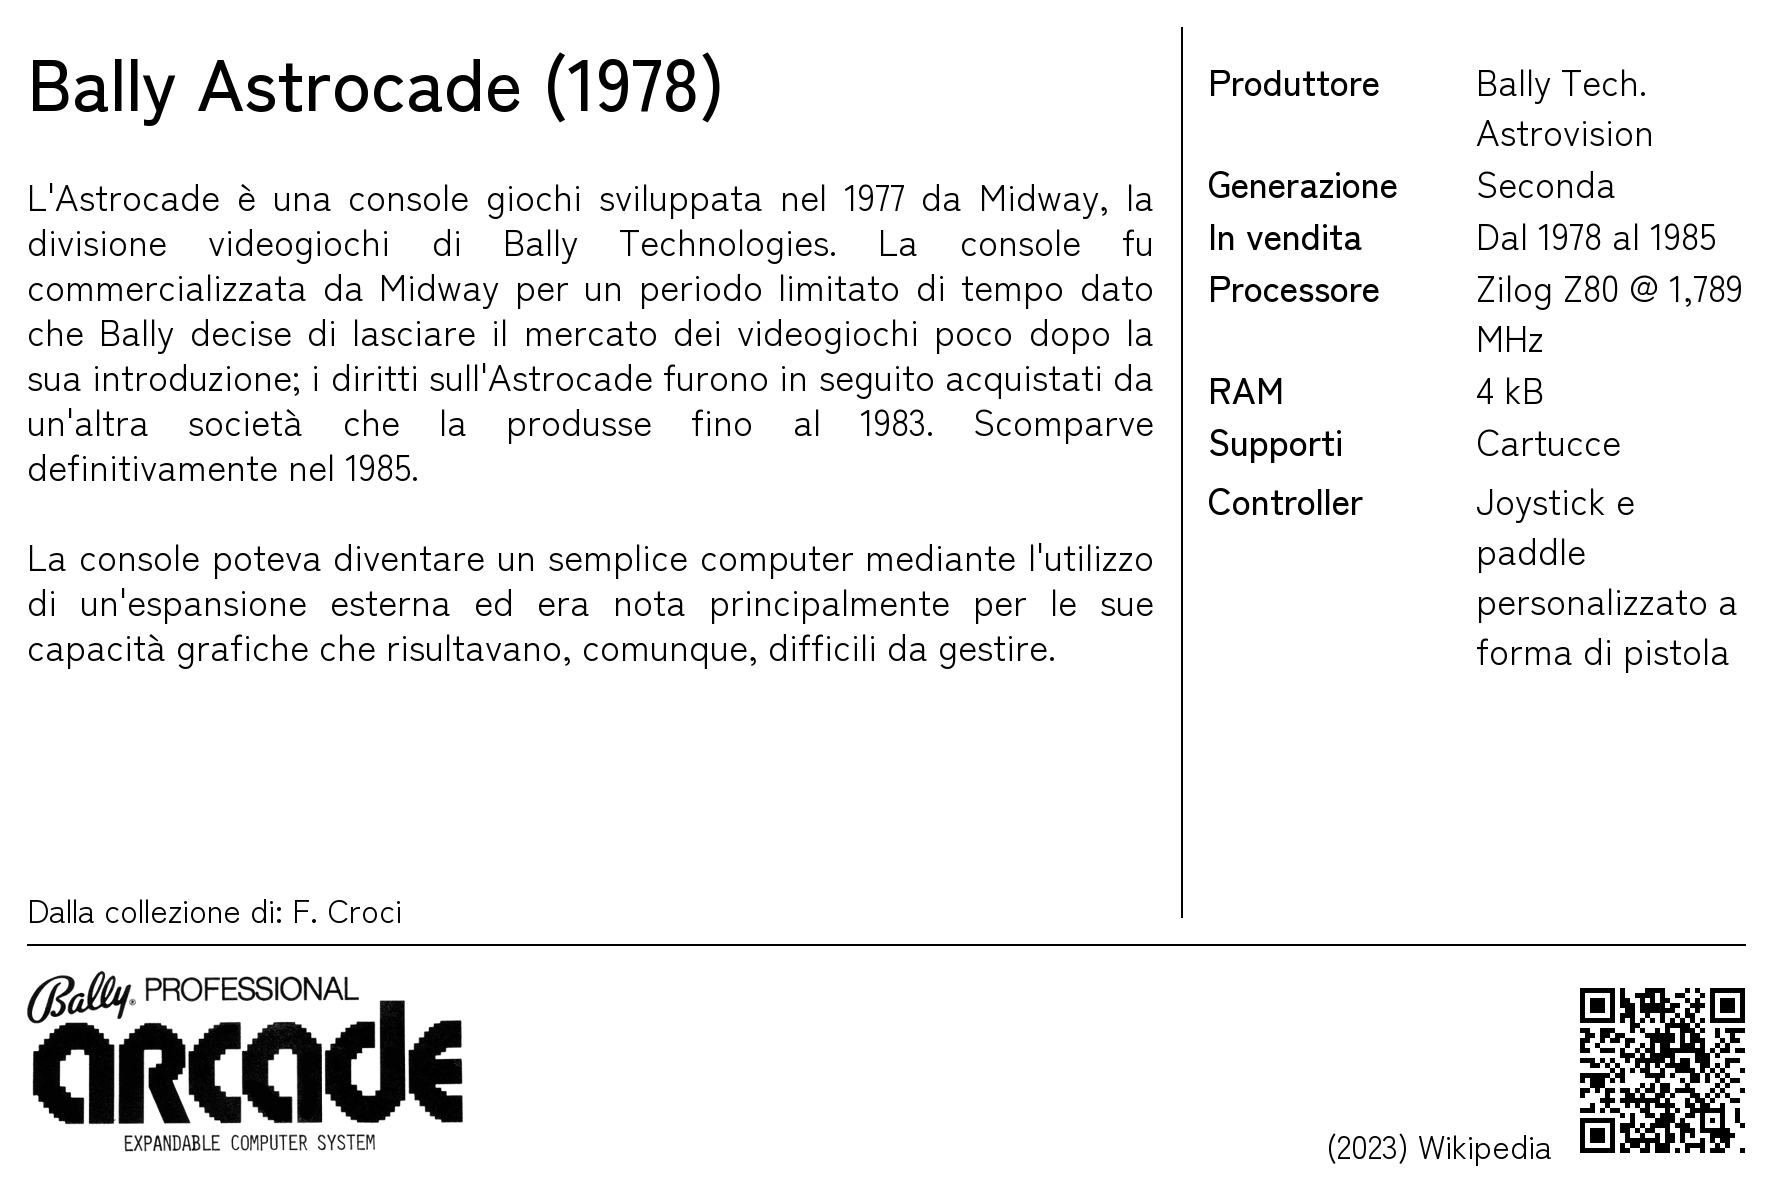 Bally Astrocade (1978)
L'Astrocade è una console giochi sviluppata nel 1977 da Midway, la
divisione videogiochi di Bally Technologies. La console fu
commercializzata da Midway per un periodo limitato di tempo dato
che Bally decise di lasciare il mercato dei videogiochi poco dopo la
sua introduzione; i diritti sull'Astrocade furono in seguito acquistati da
un'altra società che la produsse fino al 1983. Scomparve
definitivamente nel 1985.
La console poteva diventare un semplice computer mediante l'utilizzo
di un'espansione esterna ed era nota principalmente per le sue
capacità grafiche che risultavano, comunque, difficili da gestire.
Dalla collezione di: F. Croci
Produttore Bally Tech.
Astrovision
Generazione Seconda
In vendita Dal 1978 al 1985
Processore Zilog Z80 @ 1,789
MHz
RAM 4 kB
Supporti Cartucce
Controller Joystick e
paddle
personalizzato a
forma di pistola
Bally® PROFESSIONAL
arcade
EXPANDABLE COMPUTER SYSTEM
(2023) Wikipedia